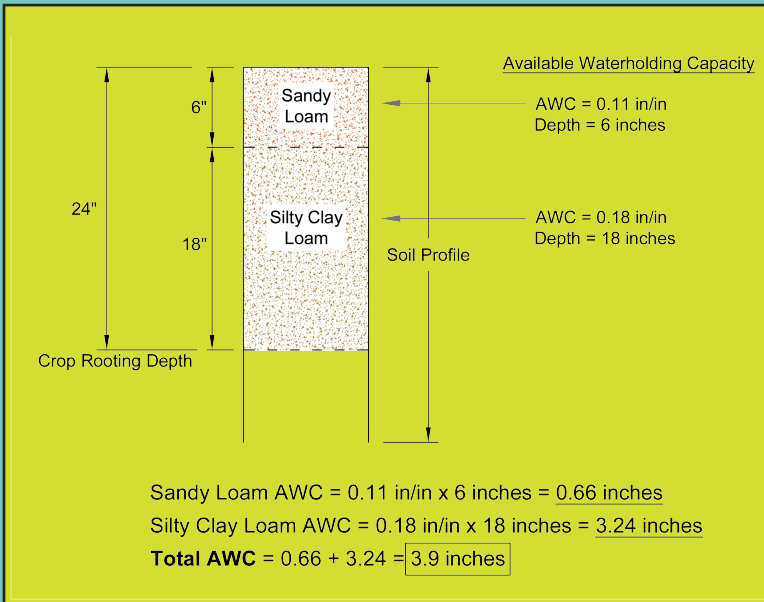 Available Waterholding Capacity
6"
Sandy
Loam
AWC = 0.11 in/in
Depth = 6 inches
24"
18"
Silty Clay
Loam
AWC = 0.18 in/in
Depth = 18 inches
Soil Profile
Crop Rooting Depth
Sandy Loam AWC = 0.11 in/in x 6 inches = 0.66 inches
Silty Clay Loam AWC = 0.18 in/in x 18 inches = 3.24 inches
Total AWC = 0.66 + 3.24 = 3.9 inches